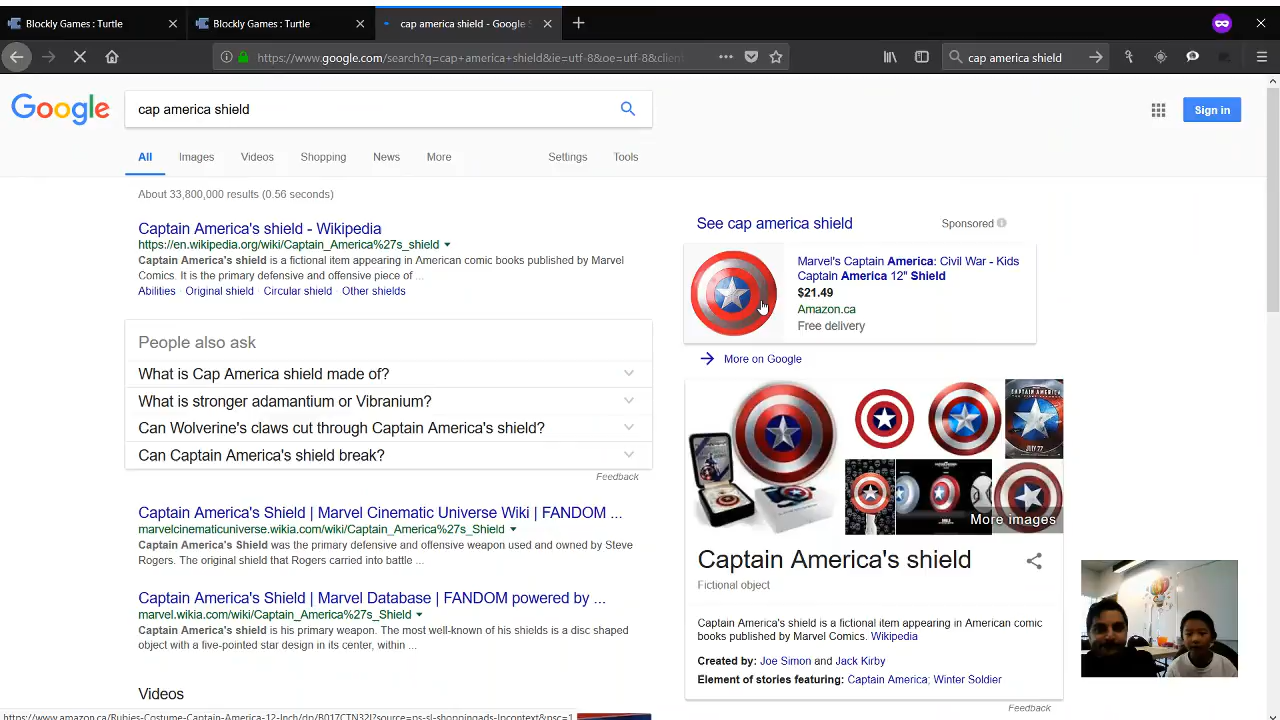 Blockly Games : Turtle
Blockly Games : Turtle
cap america shield - Google S
https://www.google.com/search?q=cap+america+shield&ie=utf-8&oe=utf-8&clien
cap america shield
Google
cap america shield
Sign in
All
Images
Videos
Shopping
News
More
Settings
Tools
About 33,800,000 results (0.56 seconds)
Captain America's shield - Wikipedia
https://en.wikipedia.org/wiki/Captain_America%27s_shield
Captain America's shield is a fictional item appearing in American comic books published by Marvel
Comics. It is the primary defensive and offensive piece of ...
Abilities · Original shield · Circular shield · Other shields
People also ask
What is Cap America shield made of?
What is stronger adamantium or Vibranium?
Can Wolverine's claws cut through Captain America's shield?
Can Captain America's shield break?
Feedback
Captain America's Shield | Marvel Cinematic Universe Wiki | FANDOM ...
marvelcinematicuniverse.wikia.com/wiki/Captain_America%27s_Shield
Captain America's Shield was the primary defensive and offensive weapon used and owned by Steve
Rogers. The original shield that Rogers carried into battle ...
Captain America's Shield | Marvel Database | FANDOM powered by ...
marvel.wikia.com/wiki/Captain_America%27s_Shield
Captain America's shield is his primary weapon. The most well-known of his shields is a disc shaped
object with a five-pointed star design in its center, within ...
Videos
See cap america shield
Sponsored
Marvel's Captain America: Civil War - Kids
Captain America 12" Shield
$21.49
Amazon.ca
Free delivery
More on Google
CAPTAIN AMERICA
JULY 22
More images
Captain America's shield
Fictional object
Captain America's shield is a fictional item appearing in American comic
books published by Marvel Comics. Wikipedia
Created by: Joe Simon and Jack Kirby
Element of stories featuring: Captain America; Winter Soldier
Feedback